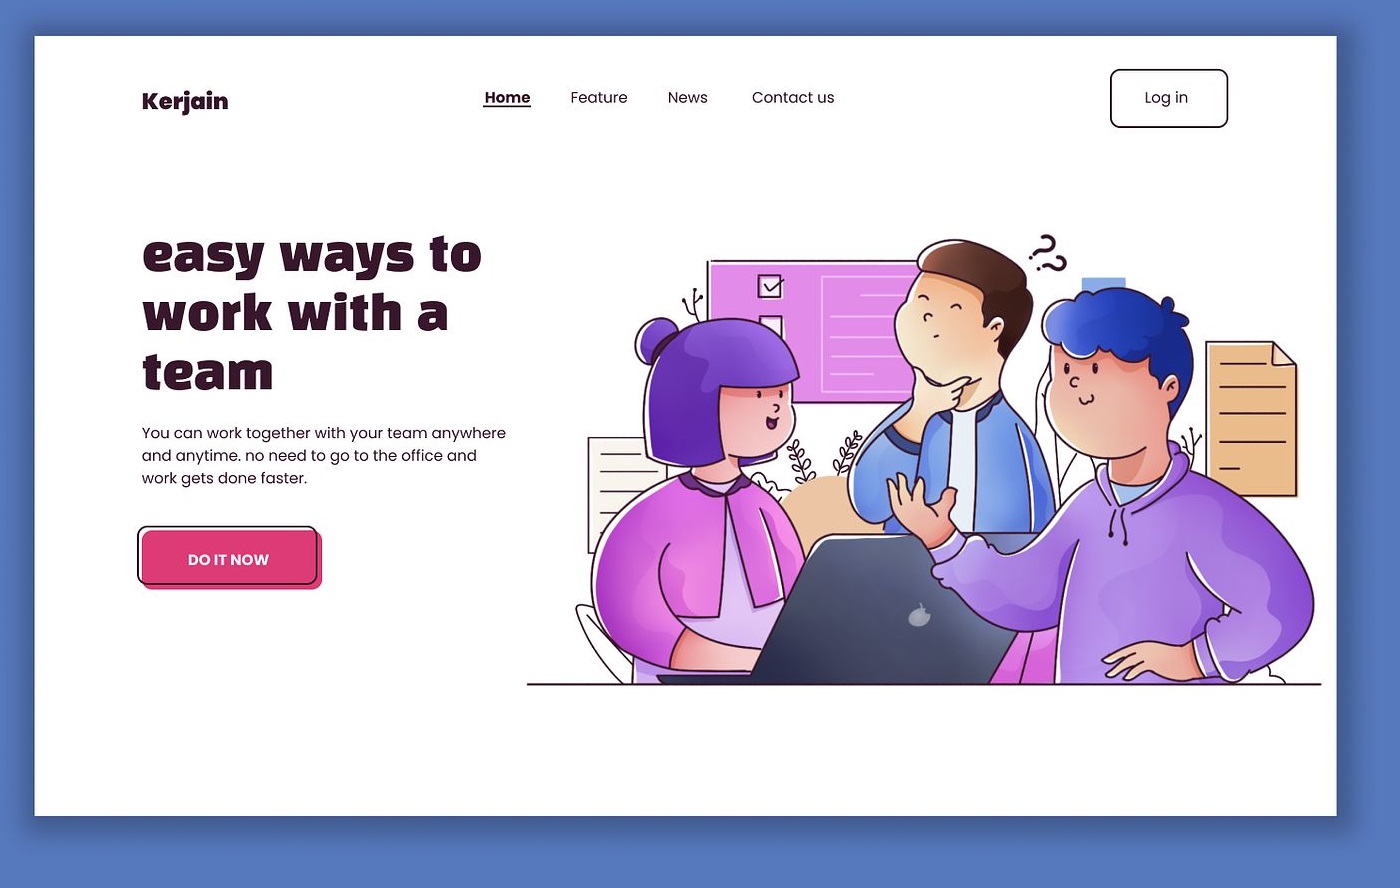 Kerjain
Home
Feature
News
Contact us
Log in
easy ways to
work with a
team
You can work together with your team anywhere
and anytime. no need to go to the office and
work gets done faster.
DO IT NOW
??